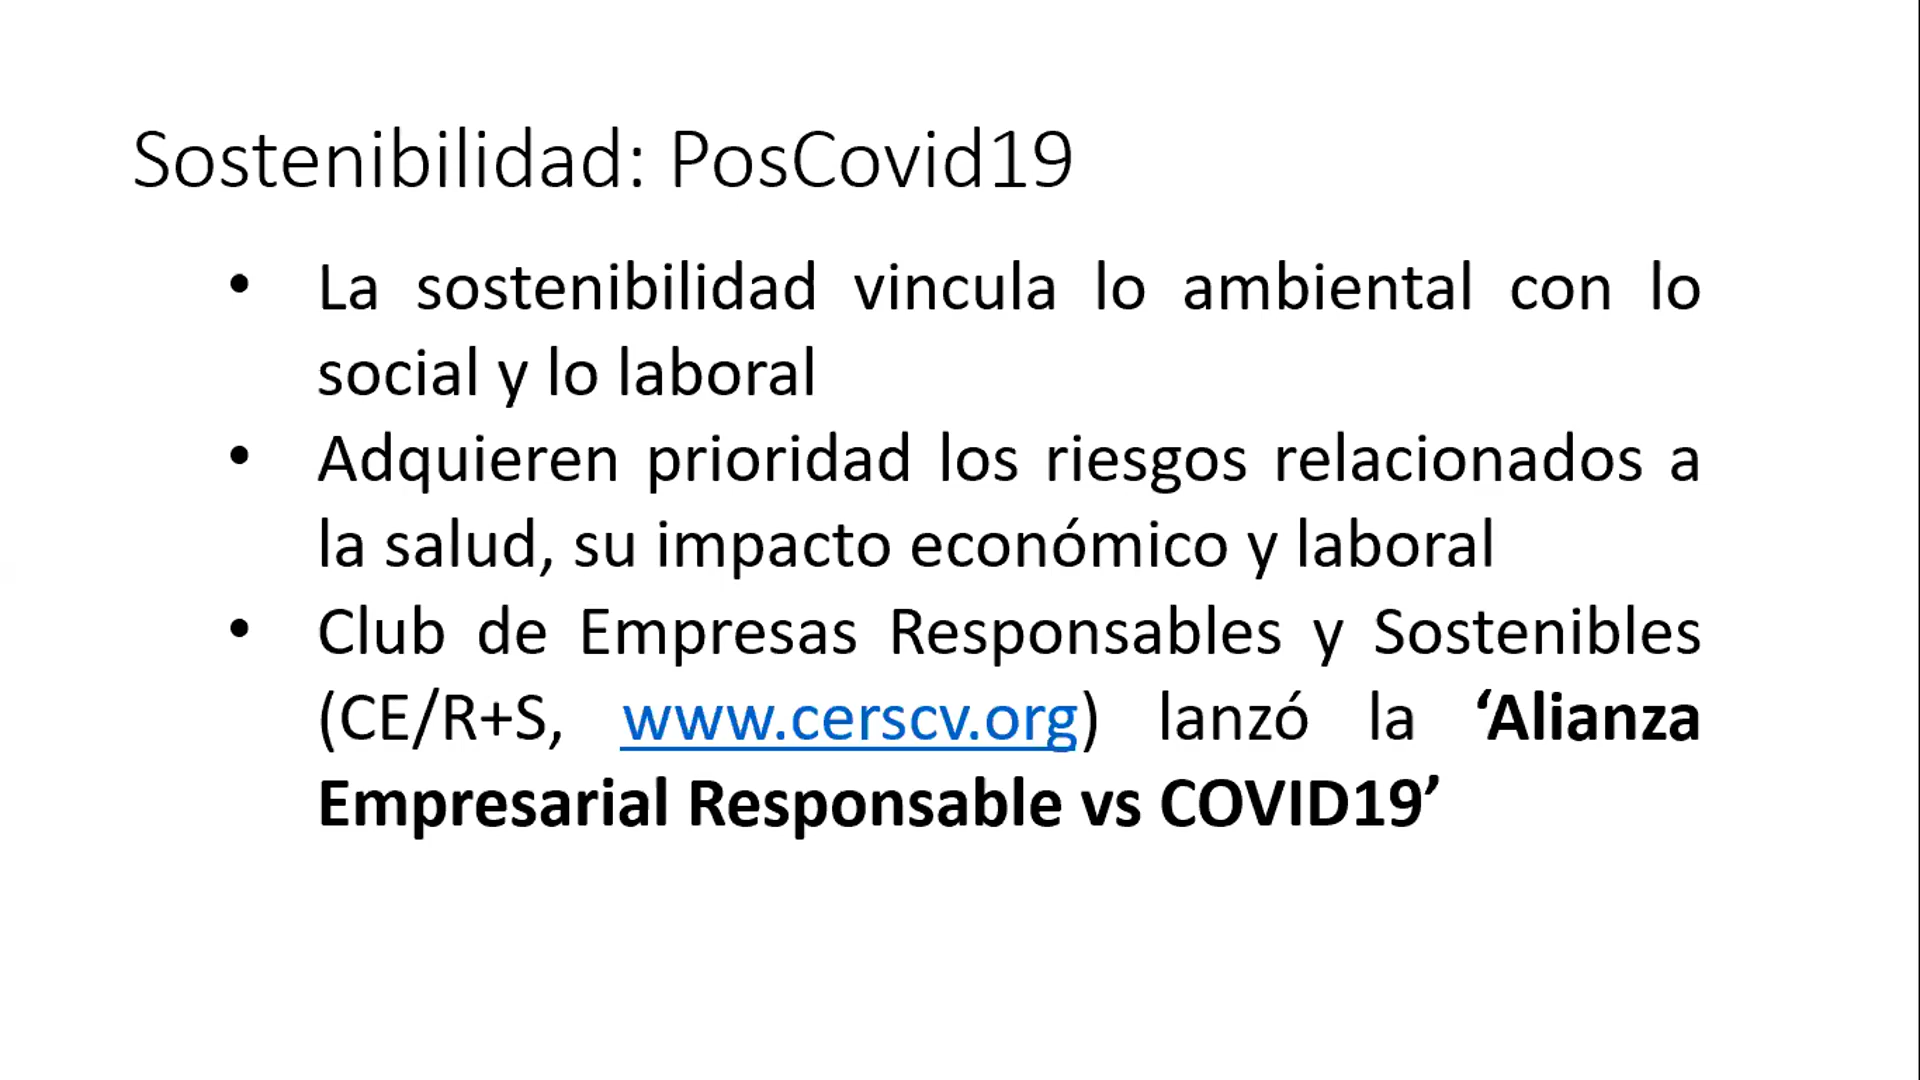 Sostenibilidad: PosCovid19
• La sostenibilidad vincula lo ambiental con lo
social y lo laboral
• Adquieren prioridad los riesgos relacionados a
la salud, su impacto económico y laboral
• Club de Empresas Responsables y Sostenibles
(CE/R+S, www.cerscv.org) lanzó la ‘Alianza
Empresarial Responsable vs COVID19’